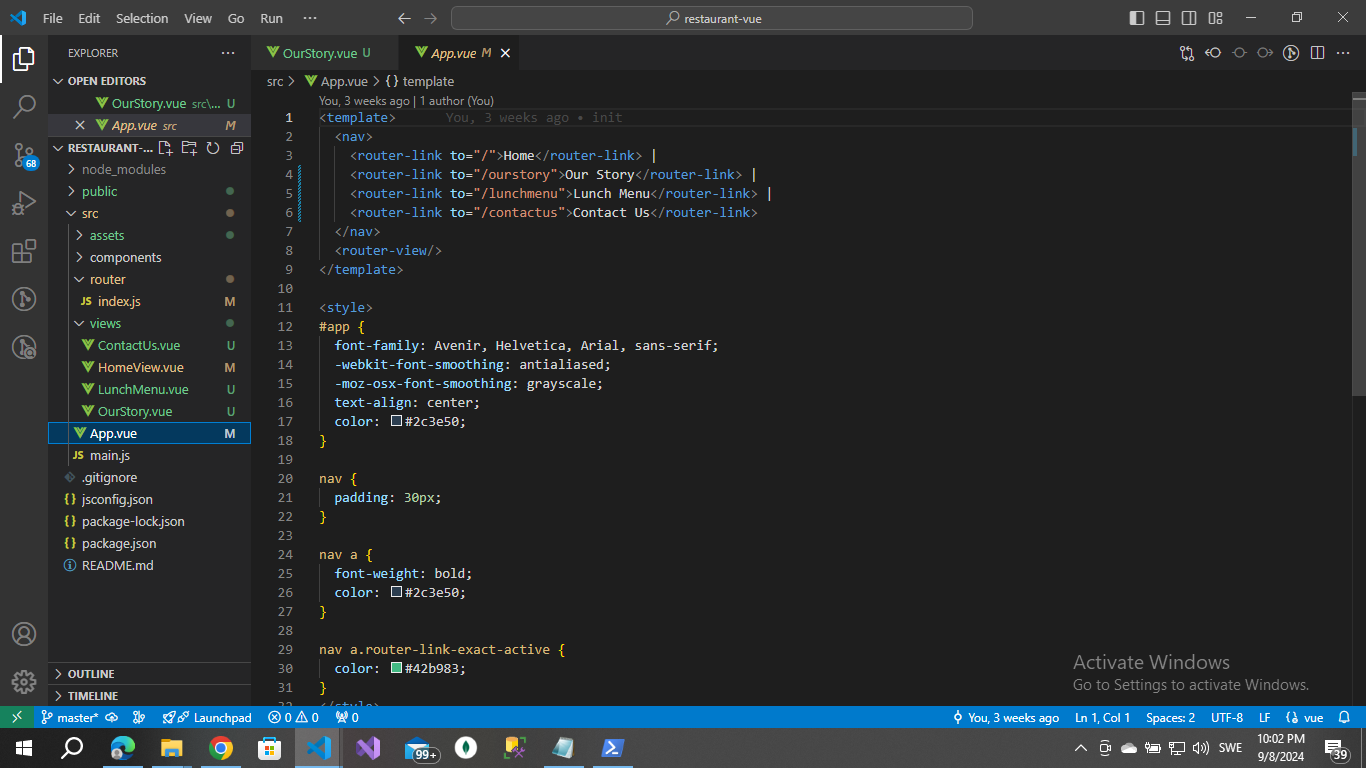 File Edit Selection View Go Run ··· restaurant-vue
EXPLORER ···
OPEN EDITORS
OurStory.vue src\... U
App.vue src M
RESTAURANT-...
node_modules
public
src
assets
components
router
index.js M
views
ContactUs.vue U
HomeView.vue M
LunchMenu.vue U
OurStory.vue U
App.vue M
main.js
.gitignore
jsconfig.json
package-lock.json
package.json
README.md
OUTLINE
TIMELINE
68
OurStory.vue U App.vue M
src > App.vue > {} template
You, 3 weeks ago | 1 author (You)
1 <template> You, 3 weeks ago • init
2 <nav>
3 <router-link to="/">Home</router-link> |
4 <router-link to="/ourstory">Our Story</router-link> |
5 <router-link to="/lunchmenu">Lunch Menu</router-link> |
6 <router-link to="/contactus">Contact Us</router-link>
7 </nav>
8 <router-view/>
9 </template>
10
11 <style>
12 #app {
13 font-family: Avenir, Helvetica, Arial, sans-serif;
14 -webkit-font-smoothing: antialiased;
15 -moz-osx-font-smoothing: grayscale;
16 text-align: center;
17 color: #2c3e50;
18 }
19
20 nav {
21 padding: 30px;
22 }
23
24 nav a {
25 font-weight: bold;
26 color: #2c3e50;
27 }
28
29 nav a.router-link-exact-active {
30 color: #42b983;
31 }
32 </style>
Activate Windows
Go to Settings to activate Windows.
master* Launchpad 0 0 0 You, 3 weeks ago Ln 1, Col 1 Spaces: 2 UTF-8 LF {} vue
99+ SWE 10:02 PM
9/8/2024 39